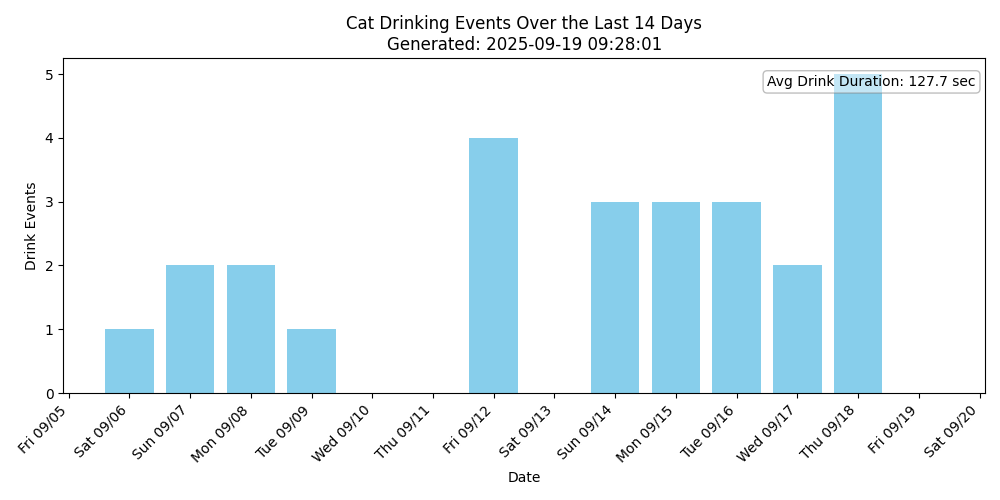 Cat Drinking Events Over the Last 14 Days
Generated: 2025-09-19 09:28:01
Avg Drink Duration: 127.7 sec
Drink Events
5
4
3
2
1
0
Fri 09/05
Sat 09/06
Sun 09/07
Mon 09/08
Tue 09/09
Wed 09/10
Thu 09/11
Fri 09/12
Sat 09/13
Sun 09/14
Mon 09/15
Tue 09/16
Wed 09/17
Thu 09/18
Fri 09/19
Sat 09/20
Date